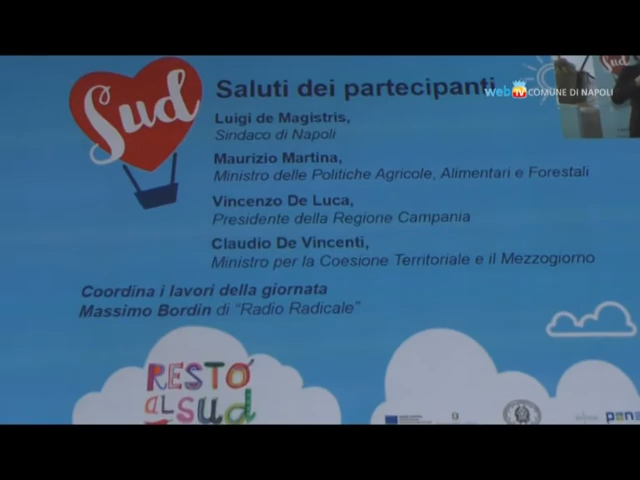 Sud
Saluti dei partecipanti
web tv COMUNE DI NAPOLI
Sud
Luigi de Magistris,
Sindaco di Napoli
Maurizio Martina,
Ministro delle Politiche Agricole, Alimentari e Forestali
Vincenzo De Luca,
Presidente della Regione Campania
Claudio De Vincenti,
Ministro per la Coesione Territoriale e il Mezzogiorno
Coordina i lavori della giornata
Massimo Bordin di "Radio Radicale"
RESTO
AL SUD